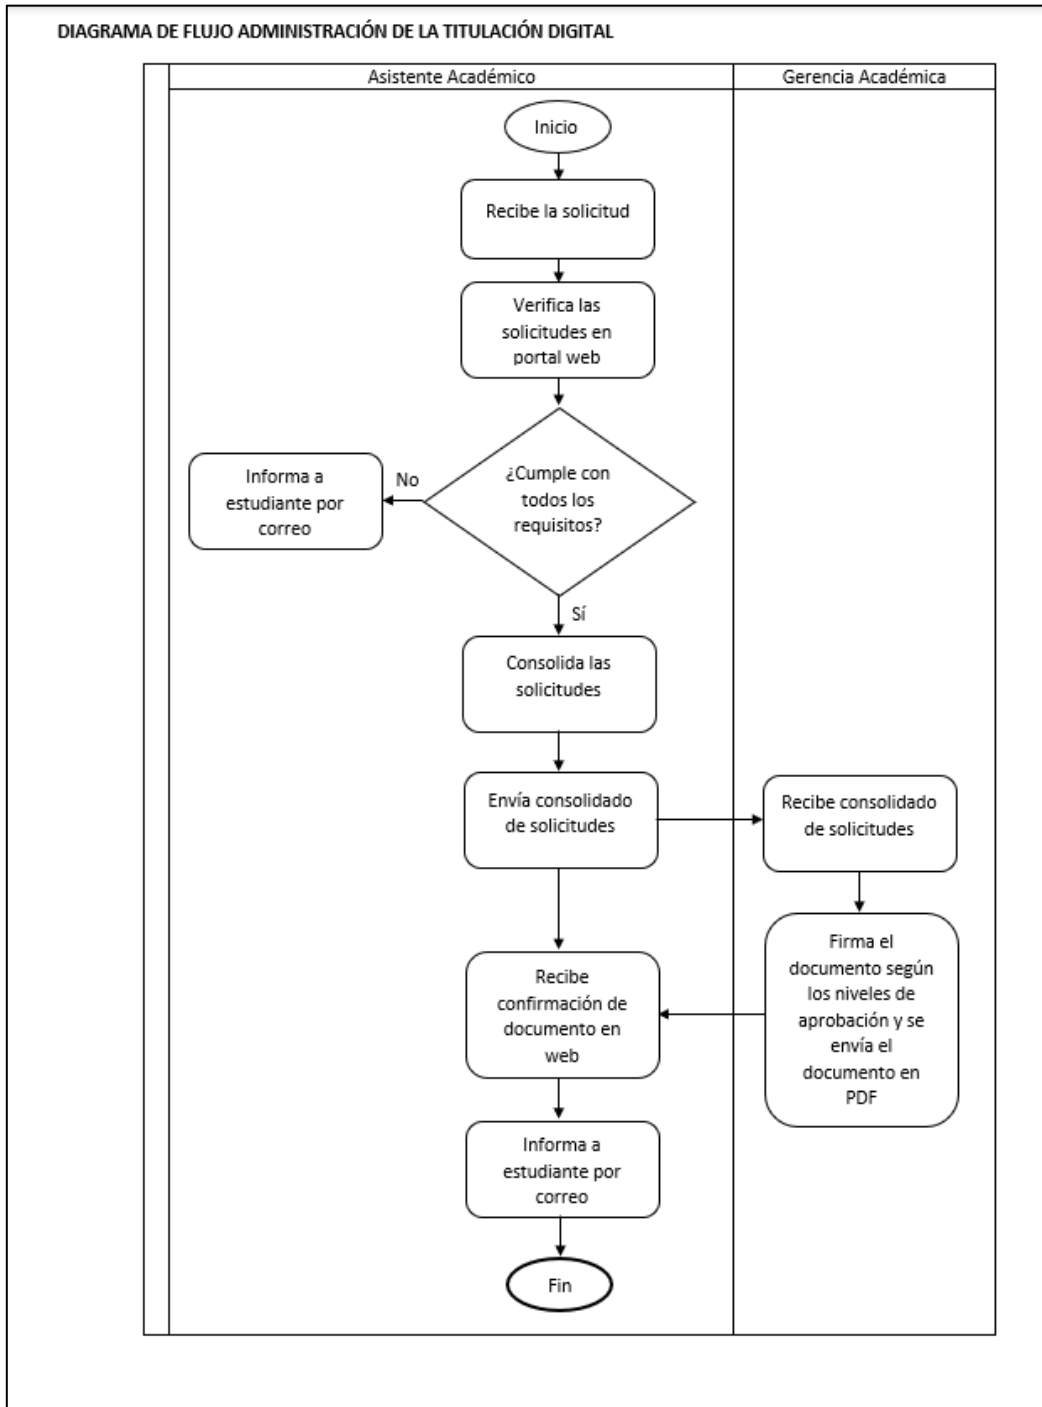 DIAGRAMA DE FLUJO ADMINISTRACIÓN DE LA TITULACIÓN DIGITAL
Asistente Académico
Gerencia Académica
Inicio
Recibe la solicitud
Verifica las
solicitudes en
portal web
¿Cumple con
todos los
requisitos?
No
Informa a
estudiante por
correo
Sí
Consolida las
solicitudes
Envía consolidado
de solicitudes
Recibe consolidado
de solicitudes
Firma el
documento según
los niveles de
aprobación y se
envía el
documento en
PDF
Recibe
confirmación de
documento en
web
Informa a
estudiante por
correo
Fin